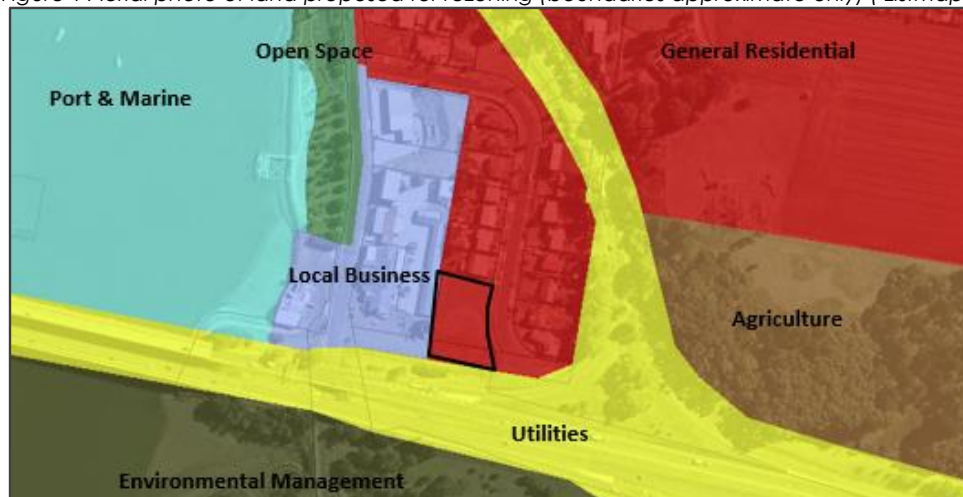 Open Space
General Residential
Port & Marine
Local Business
Agriculture
Utilities
Environmental Management